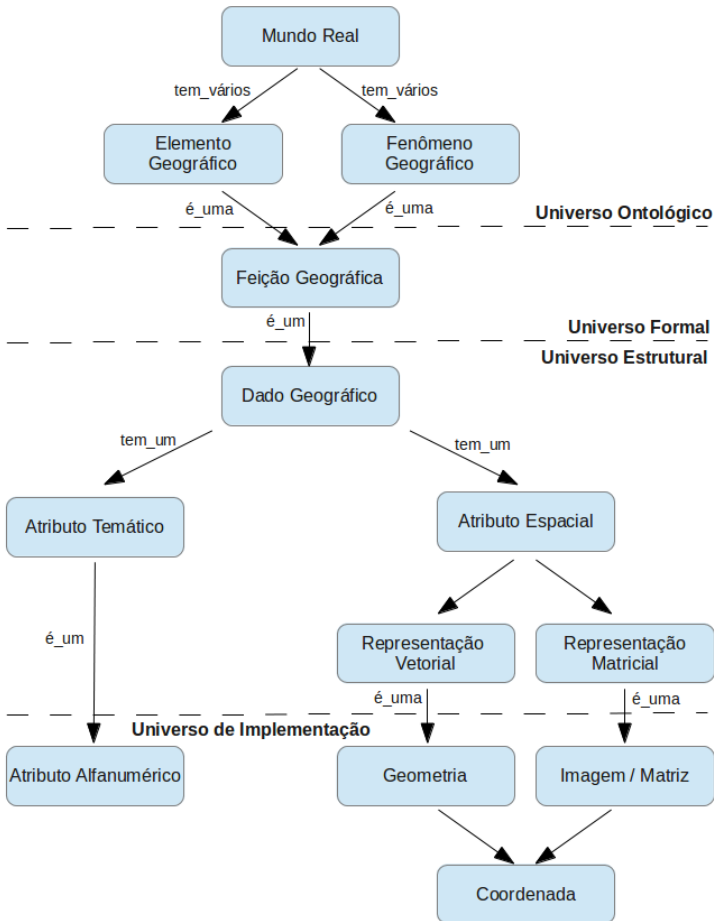 Mundo Real
tem_vários
tem_vários
Elemento
Geográfico
Fenômeno
Geográfico
é_uma
é_uma
Universo Ontológico
Feição Geográfica
é_um
Universo Formal
Universo Estrutural
Dado Geográfico
tem_um
tem_um
Atributo Temático
Atributo Espacial
é_um
Representação
Vetorial
Representação
Matricial
é_uma
é_uma
Universo de Implementação
Atributo Alfanumérico
Geometria
Imagem / Matriz
Coordenada